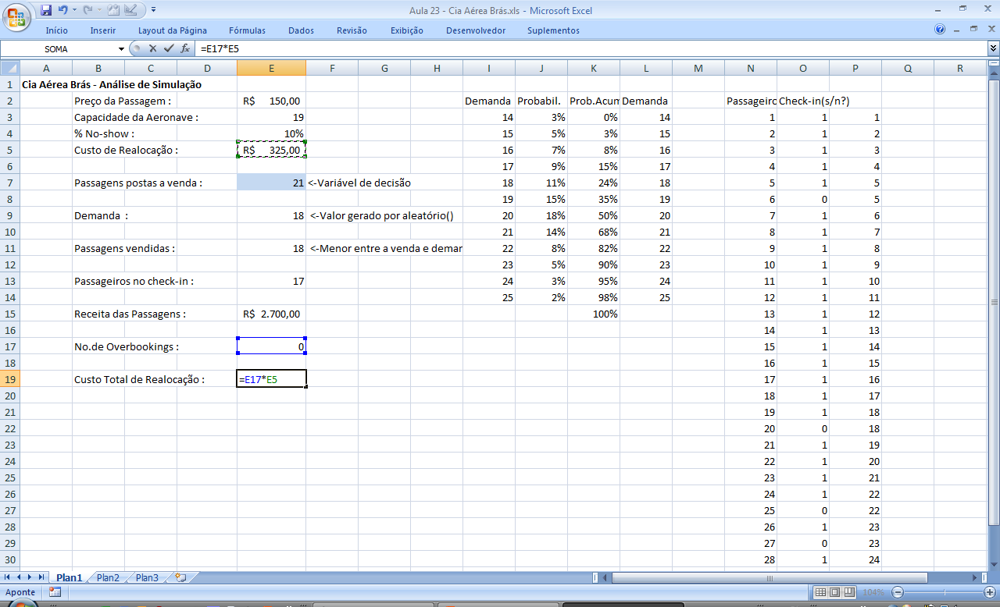 Aula 23 - Cia Aérea Brás.xls - Microsoft Excel
Início Inserir Layout da Página Fórmulas Dados Revisão Exibição Desenvolvedor Suplementos
SOMA fx =E17*E5
A B C D E F G H I J K L M N O P Q R
1 Cia Aérea Brás - Análise de Simulação
2 Preço da Passagem : R$ 150,00 Demanda Probabil. Prob.Acum Demanda Passageiro Check-in(s/n?)
3 Capacidade da Aeronave : 19 14 3% 0% 14 1 1 1
4 % No-show : 10% 15 5% 3% 15 2 1 2
5 Custo de Realocação : R$ 325,00 16 7% 8% 16 3 1 3
6 17 9% 15% 17 4 1 4
7 Passagens postas a venda : 21 <-Variável de decisão 18 11% 24% 18 5 1 5
8 19 15% 35% 19 6 0 5
9 Demanda : 18 <-Valor gerado por aleatório() 20 18% 50% 20 7 1 6
10 21 14% 68% 21 8 1 7
11 Passagens vendidas : 18 <-Menor entre a venda e demar 22 8% 82% 22 9 1 8
12 23 5% 90% 23 10 1 9
13 Passageiros no check-in : 17 24 3% 95% 24 11 1 10
14 25 2% 98% 25 12 1 11
15 Receita das Passagens : R$ 2.700,00 100% 13 1 12
16 14 1 13
17 No.de Overbookings : 0 15 1 14
18 16 1 15
19 Custo Total de Realocação : =E17*E5 17 1 16
20 18 1 17
21 19 1 18
22 20 0 18
23 21 1 19
24 22 1 20
25 23 1 21
26 24 1 22
27 25 0 22
28 26 1 23
29 27 0 23
30 28 1 24
Plan1 Plan2 Plan3
Aponte 104%